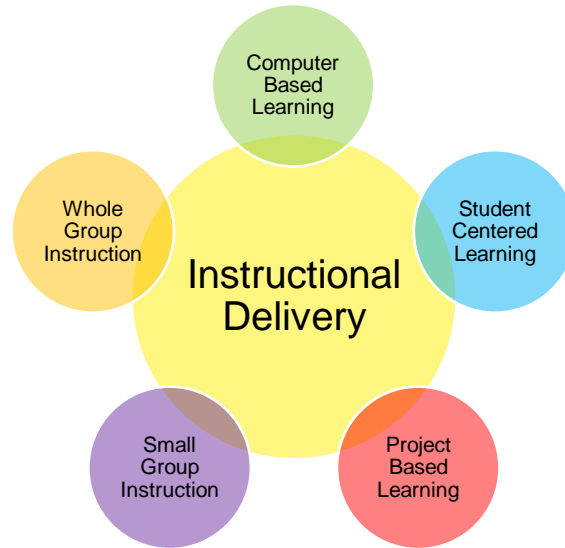 Computer
Based
Learning
Whole
Group
Instruction
Student
Centered
Learning
Instructional
Delivery
Small
Group
Instruction
Project
Based
Learning